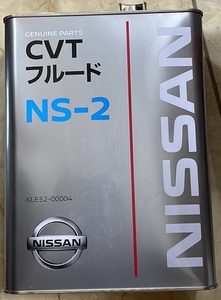 GENUINE PARTS
CVT
フルード
NS-2
KLE52-00004
NISSAN
NISSAN